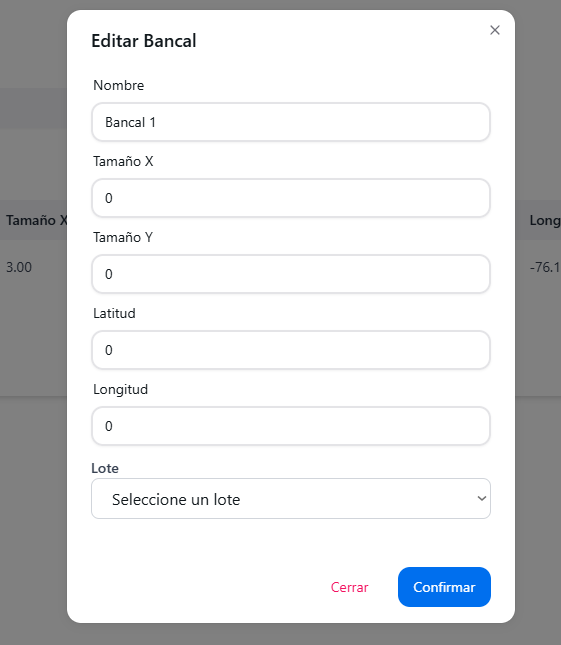 Editar Bancal
Nombre
Bancal 1
Tamaño X
0
Tamaño Y
0
Latitud
0
Longitud
0
Lote
Seleccione un lote
Cerrar Confirmar
Tamaño X Long
3.00 -76.1